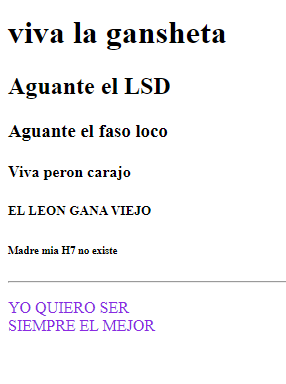 viva la gansheta
Aguante el LSD
Aguante el faso loco
Viva peron carajo
EL LEON GANA VIEJO
Madre mia H7 no existe
YO QUIERO SER
SIEMPRE EL MEJOR